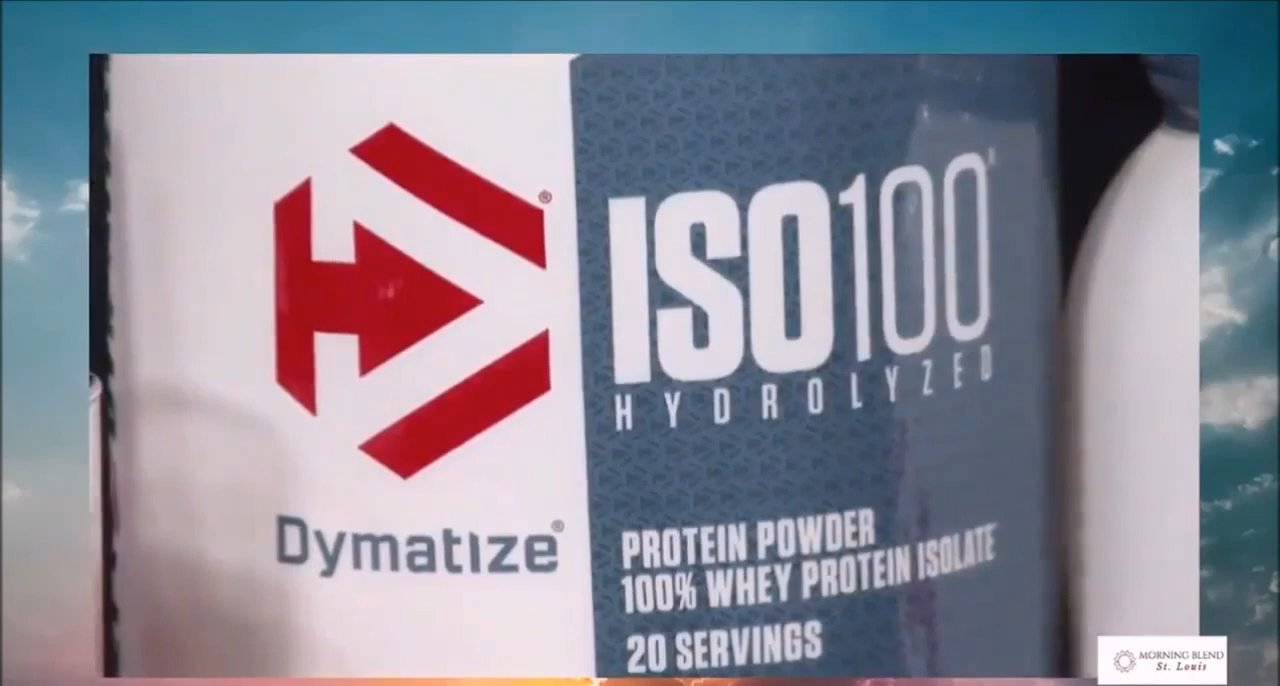 ISO100®
HYDROLYZED
Dymatize®
PROTEIN POWDER
100% WHEY PROTEIN ISOLATE
20 SERVINGS
MORNING BLEND
St. Louis